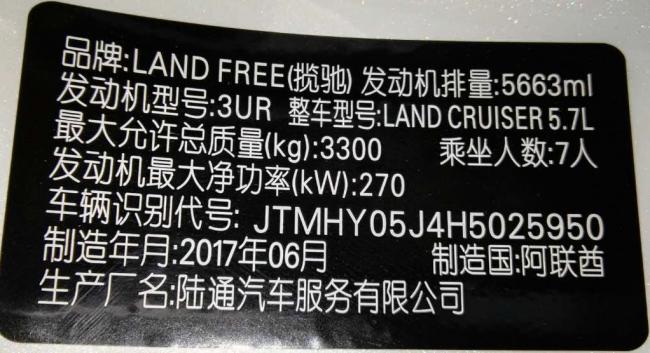 品牌:LAND FREE(揽驰) 发动机排量:5663ml
发动机型号:3UR 整车型号:LAND CRUISER 5.7L
最大允许总质量(kg):3300 乘坐人数:7人
发动机最大净功率(kW):270
车辆识别代号: JTMHY05J4H5025950
制造年月:2017年06月 制造国:阿联酋
生产厂名:陆通汽车服务有限公司